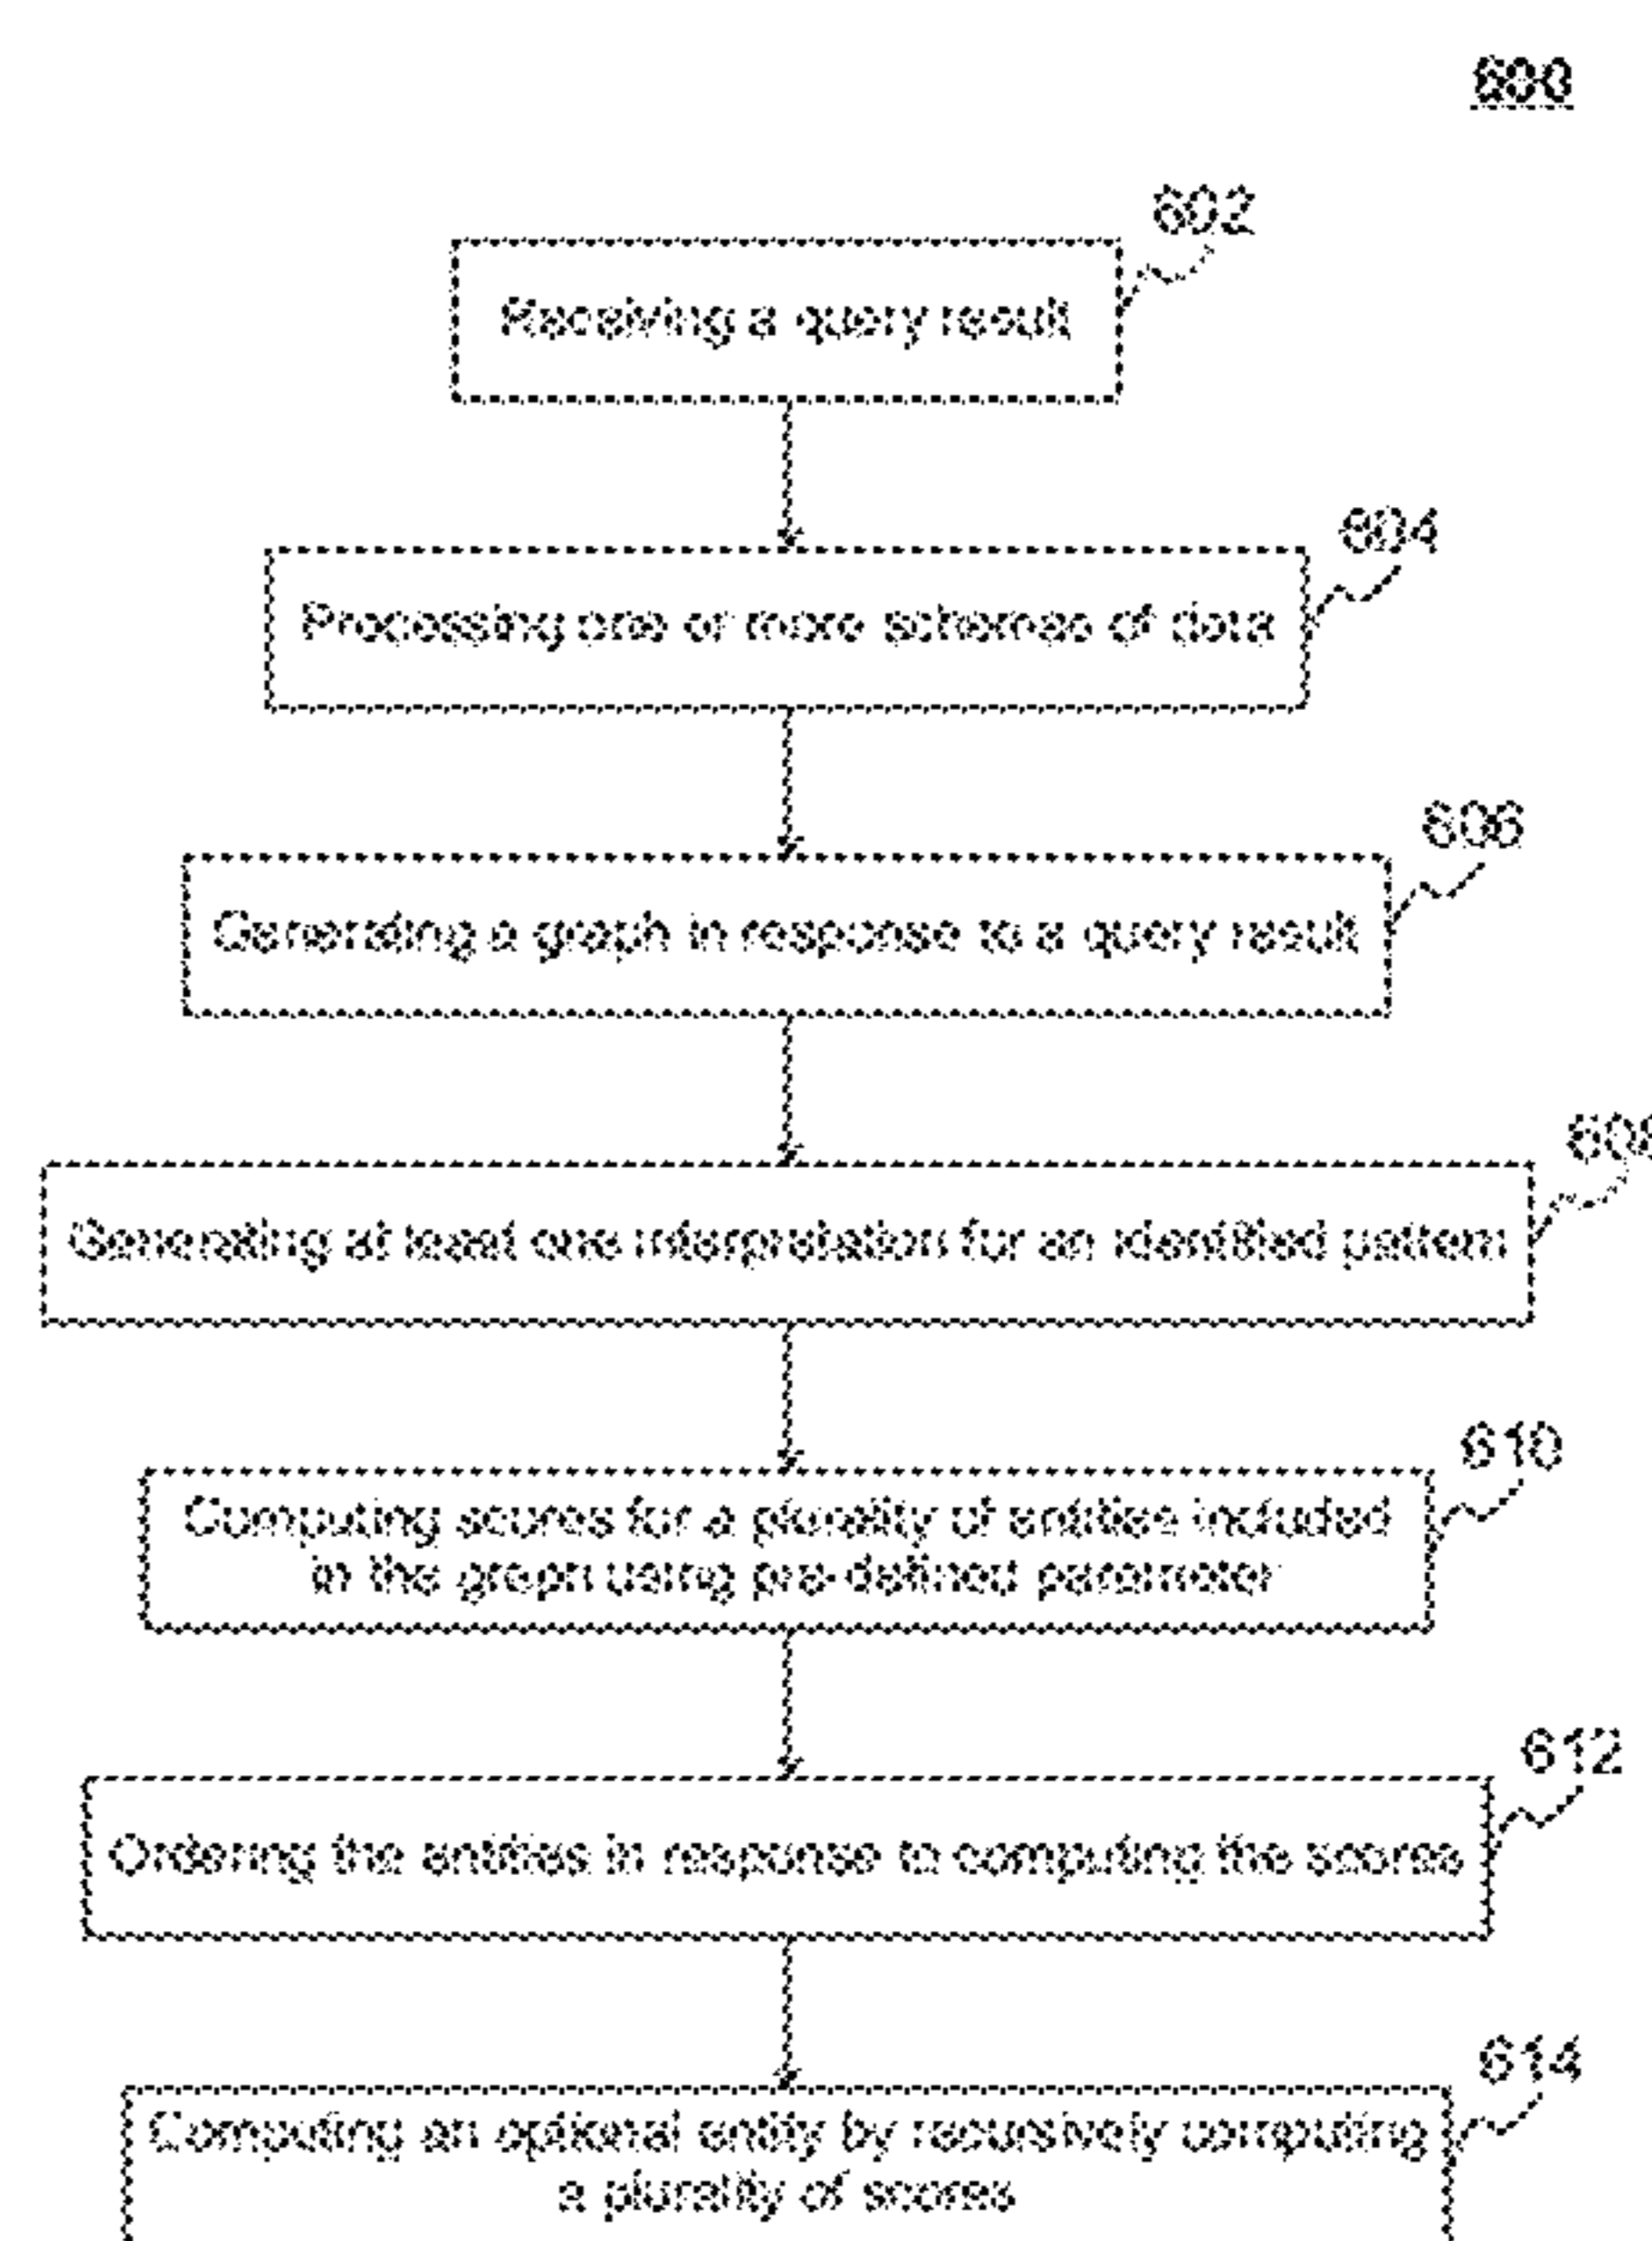 600
602
Receiving a query result
604
Processing one or more schemas of data
606
Generating a graph in response to a query result
608
Generating at least one interpretation for an identified pattern
610
Computing scores for a plurality of entities included
in the graph using pre-defined parameter
612
Ordering the entities in response to computing the scores
614
Computing an optional entity by recursively computing
a plurality of scores